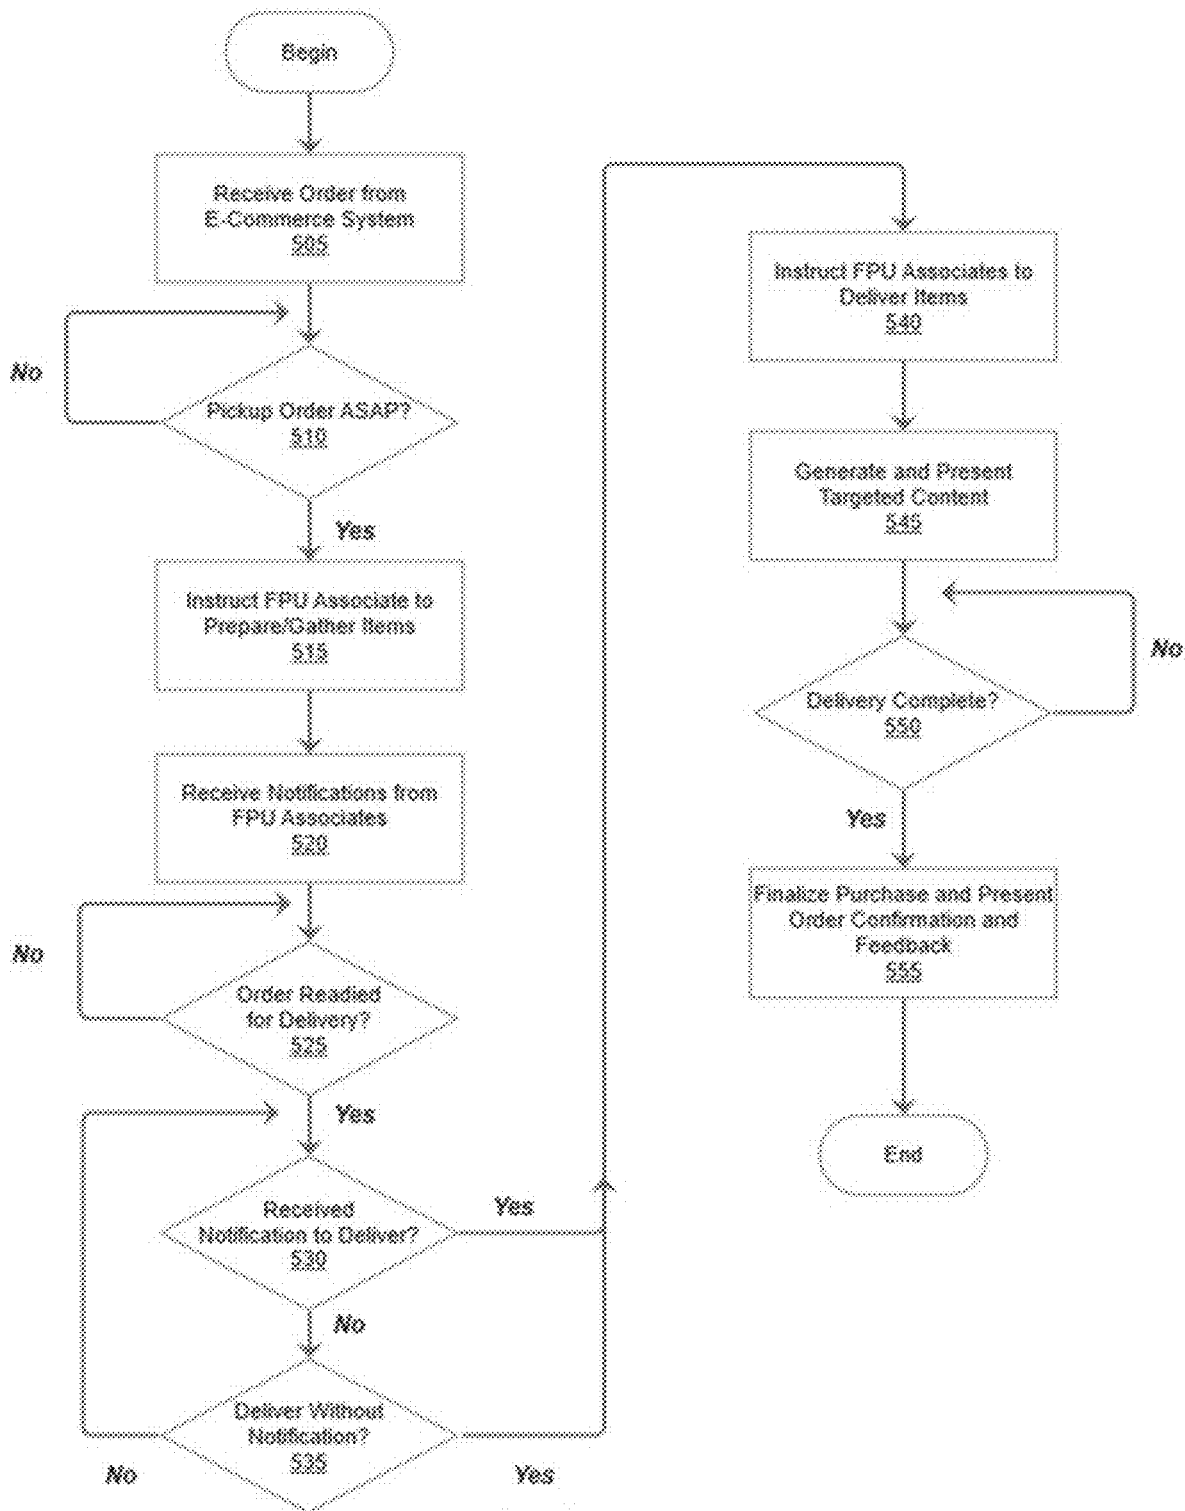 Begin
Receive Order from
E-Commerce System
505
No
Pickup Order ASAP?
510
Yes
Instruct FPU Associate to
Prepare/Gather Items
515
Receive Notifications from
FPU Associates
520
No
Order Readied
for Delivery?
525
Yes
Received
Notification to Deliver?
530
Yes
No
Deliver Without
Notification?
535
No
Yes
Instruct FPU Associates to
Deliver Items
540
Generate and Present
Targeted Content
545
No
Delivery Complete?
550
Yes
Finalize Purchase and Present
Order Confirmation and
Feedback
555
End